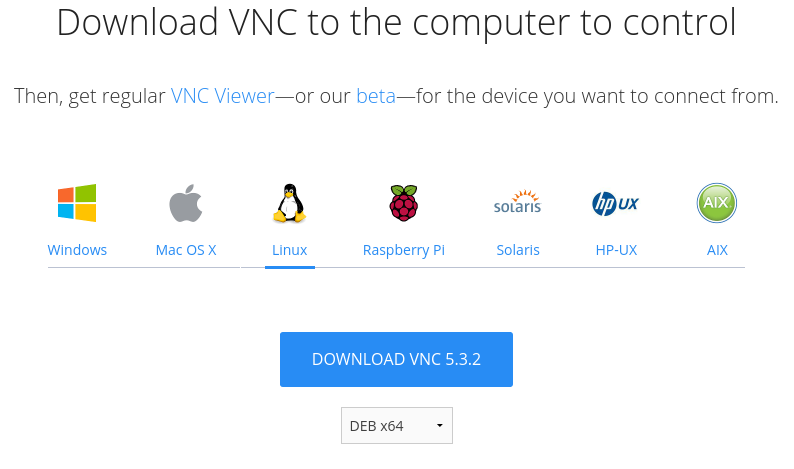 Download VNC to the computer to control
Then, get regular VNC Viewer—or our beta—for the device you want to connect from.
solaris
hp UX
AIX
Windows
Mac OS X
Linux
Raspberry Pi
Solaris
HP-UX
AIX
DOWNLOAD VNC 5.3.2
DEB x64